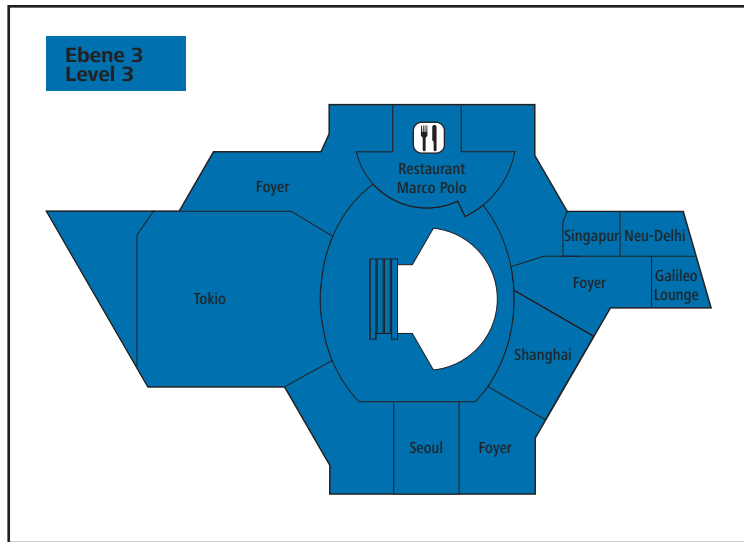 Ebene 3
Level 3
Restaurant
Marco Polo
Foyer
Singapur
Neu-Delhi
Foyer
Galileo
Lounge
Tokio
Shanghai
Seoul
Foyer